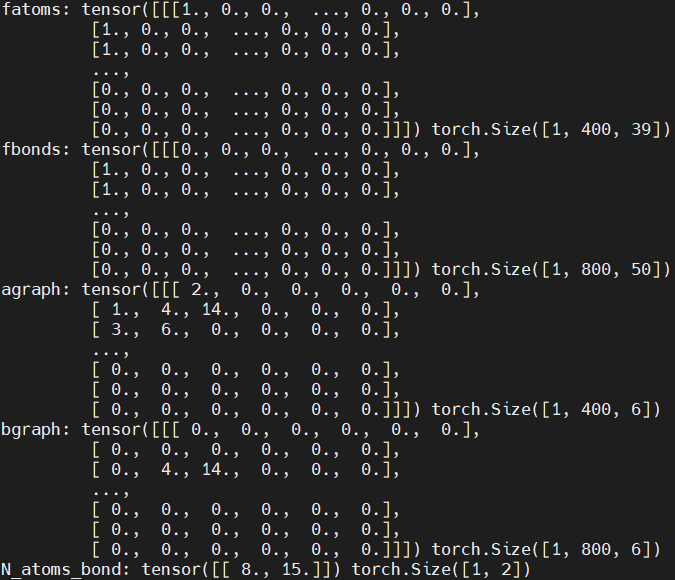 fatoms: tensor([[[1., 0., 0.,  ..., 0., 0., 0.],
         [1., 0., 0.,  ..., 0., 0., 0.],
         [1., 0., 0.,  ..., 0., 0., 0.],
         ...,
         [0., 0., 0.,  ..., 0., 0., 0.],
         [0., 0., 0.,  ..., 0., 0., 0.],
         [0., 0., 0.,  ..., 0., 0., 0.]]]) torch.Size([1, 400, 39])
fbonds: tensor([[[0., 0., 0.,  ..., 0., 0., 0.],
         [1., 0., 0.,  ..., 0., 0., 0.],
         [1., 0., 0.,  ..., 0., 0., 0.],
         ...,
         [0., 0., 0.,  ..., 0., 0., 0.],
         [0., 0., 0.,  ..., 0., 0., 0.],
         [0., 0., 0.,  ..., 0., 0., 0.]]]) torch.Size([1, 800, 50])
agraph: tensor([[[ 2.,  0.,  0.,  0.,  0.,  0.],
         [ 1.,  4., 14.,  0.,  0.,  0.],
         [ 3.,  6.,  0.,  0.,  0.,  0.],
         ...,
         [ 0.,  0.,  0.,  0.,  0.,  0.],
         [ 0.,  0.,  0.,  0.,  0.,  0.],
         [ 0.,  0.,  0.,  0.,  0.,  0.]]]) torch.Size([1, 400, 6])
bgraph: tensor([[[ 0.,  0.,  0.,  0.,  0.,  0.],
         [ 0.,  0.,  0.,  0.,  0.,  0.],
         [ 0.,  4., 14.,  0.,  0.,  0.],
         ...,
         [ 0.,  0.,  0.,  0.,  0.,  0.],
         [ 0.,  0.,  0.,  0.,  0.,  0.],
         [ 0.,  0.,  0.,  0.,  0.,  0.]]]) torch.Size([1, 800, 6])
N_atoms_bond: tensor([[ 8., 15.]]) torch.Size([1, 2])